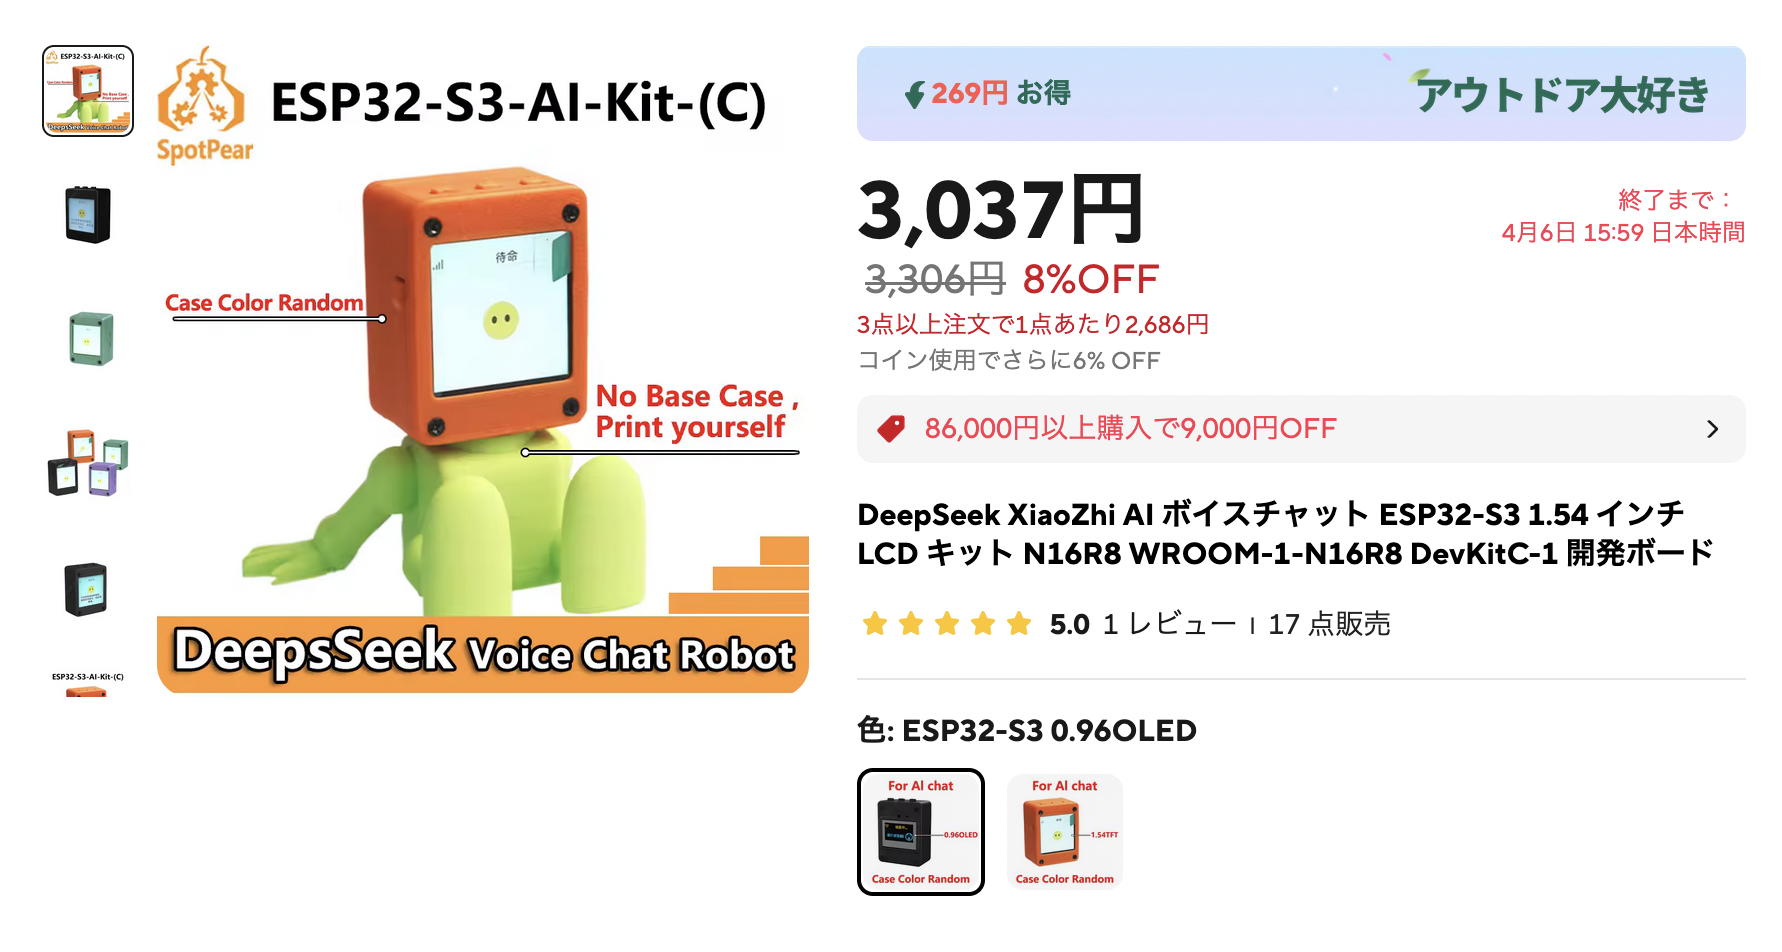 ESP32-S3-AI-Kit-(C)
SpotPear
ESP32-S3-AI-Kit-(C)
待命
Case Color Random
No Base Case ,
Print yourself
DeepsSeek Voice Chat Robot
ESP32-S3-AI-Kit-(C)
269円 お得
アウトドア大好き
3,037円
終了まで：
4月6日 15:59 日本時間
3,306円 8%OFF
3点以上注文で1点あたり2,686円
コイン使用でさらに6% OFF
86,000円以上購入で9,000円OFF
DeepSeek XiaoZhi AI ボイスチャット ESP32-S3 1.54 インチ
LCD キット N16R8 WROOM-1-N16R8 DevKitC-1 開発ボード
5.0 1 レビュー 17 点販売
色: ESP32-S3 0.96OLED
For AI chat
0.96OLED
Case Color Random
For AI chat
1.54TFT
Case Color Random